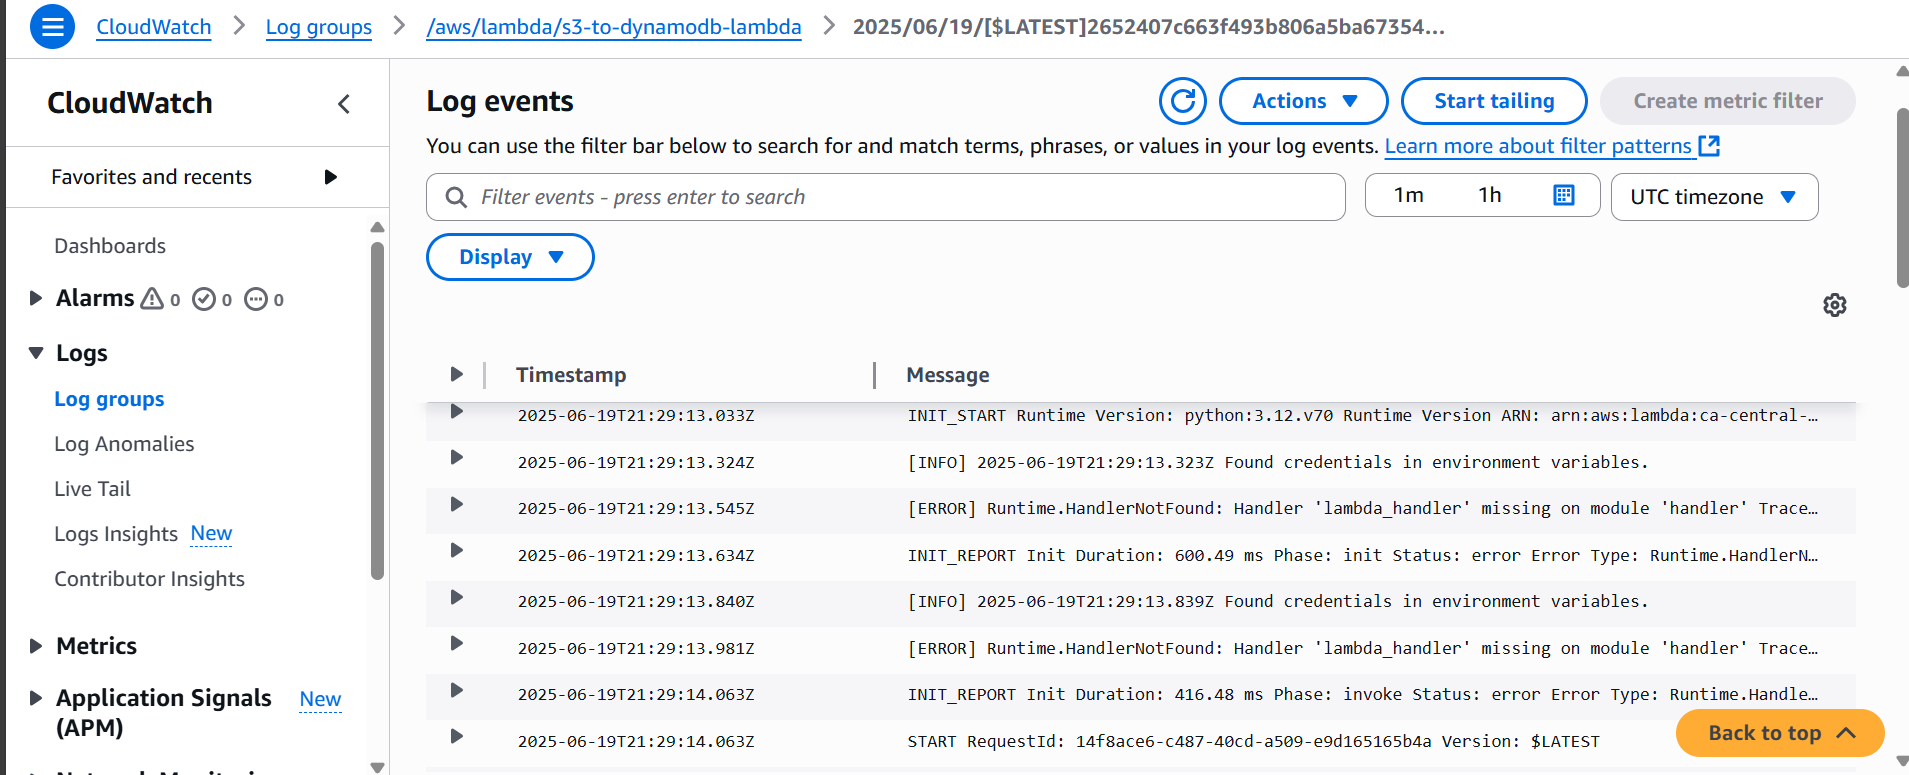 CloudWatch > Log groups > /aws/lambda/s3-to-dynamodb-lambda > 2025/06/19/[$LATEST]2652407c663f493b806a5ba67354...
CloudWatch
Favorites and recents
Dashboards
Alarms 0 0 0
Logs
Log groups
Log Anomalies
Live Tail
Logs Insights New
Contributor Insights
Metrics
Application Signals New
(APM)
Log events
Actions
Start tailing
Create metric filter
You can use the filter bar below to search for and match terms, phrases, or values in your log events. Learn more about filter patterns
Filter events - press enter to search
1m 1h
UTC timezone
Display
Timestamp Message
2025-06-19T21:29:13.033Z INIT_START Runtime Version: python:3.12.v70 Runtime Version ARN: arn:aws:lambda:ca-central-…
2025-06-19T21:29:13.324Z [INFO] 2025-06-19T21:29:13.323Z Found credentials in environment variables.
2025-06-19T21:29:13.545Z [ERROR] Runtime.HandlerNotFound: Handler 'lambda_handler' missing on module 'handler' Trace…
2025-06-19T21:29:13.634Z INIT_REPORT Init Duration: 600.49 ms Phase: init Status: error Error Type: Runtime.HandlerN…
2025-06-19T21:29:13.840Z [INFO] 2025-06-19T21:29:13.839Z Found credentials in environment variables.
2025-06-19T21:29:13.981Z [ERROR] Runtime.HandlerNotFound: Handler 'lambda_handler' missing on module 'handler' Trace…
2025-06-19T21:29:14.063Z INIT_REPORT Init Duration: 416.48 ms Phase: invoke Status: error Error Type: Runtime.Handle…
2025-06-19T21:29:14.063Z START RequestId: 14f8ace6-c487-40cd-a509-e9d165165b4a Version: $LATEST
Back to top